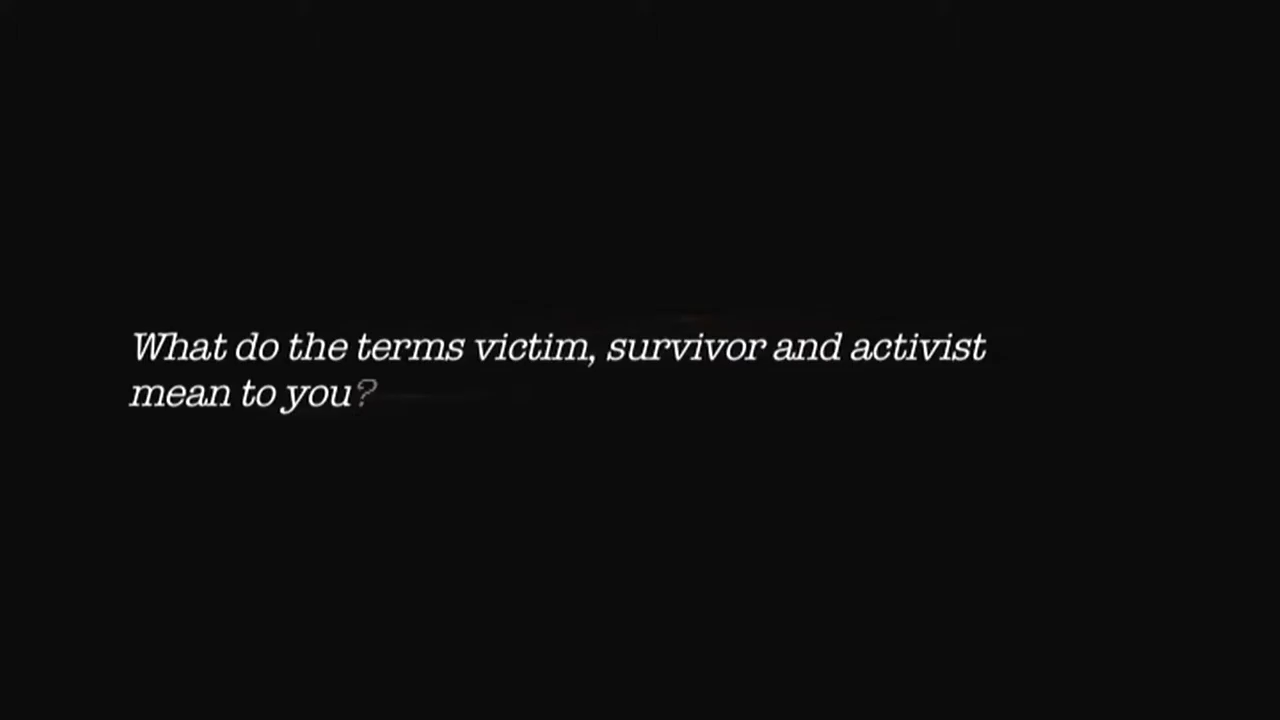 What do the terms victim, survivor and activist
mean to you?